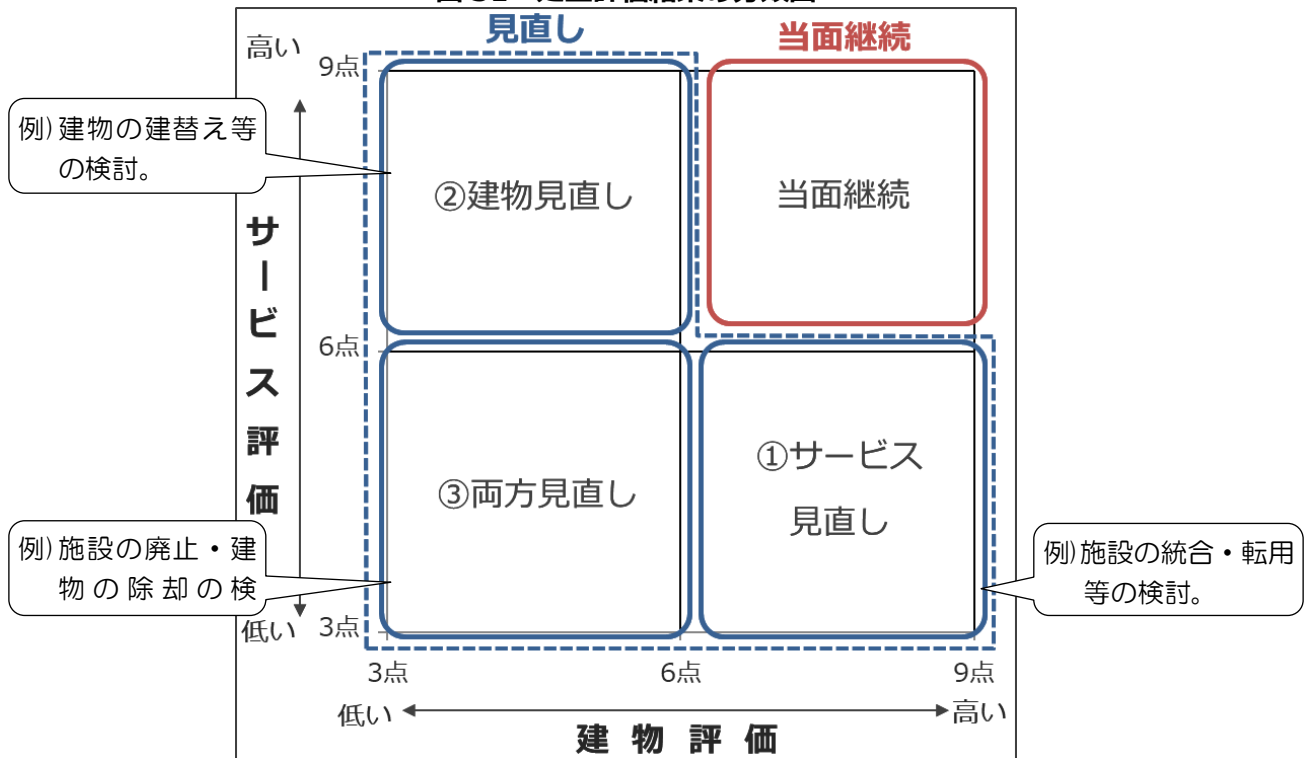 見直し
当面継続
高い
9点
例）建物の建替え等
の検討。
②建物見直し
当面継続
サービス評価
6点
③両方見直し
①サービス
見直し
例）施設の廃止・建
物の除却の検
例）施設の統合・転用
等の検討。
低い
3点
3点
6点
9点
低い
高い
建物評価